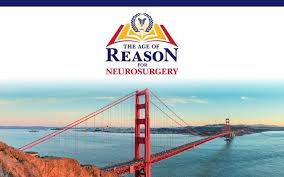 THE AGE OF
REASON
FOR
NEUROSURGERY